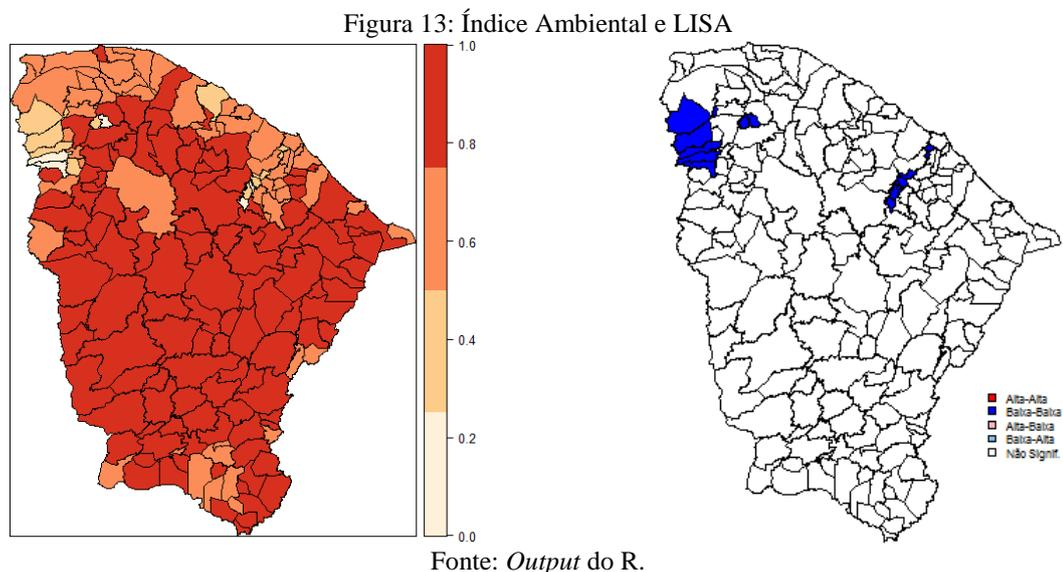 Figura 13: Índice Ambiental e LISA
1.0
0.8
0.6
0.4
0.2
0.0
Alta-Alta
Baixa-Baixa
Alta-Baixa
Baixa-Alta
Não Signif.
Fonte: Output do R.